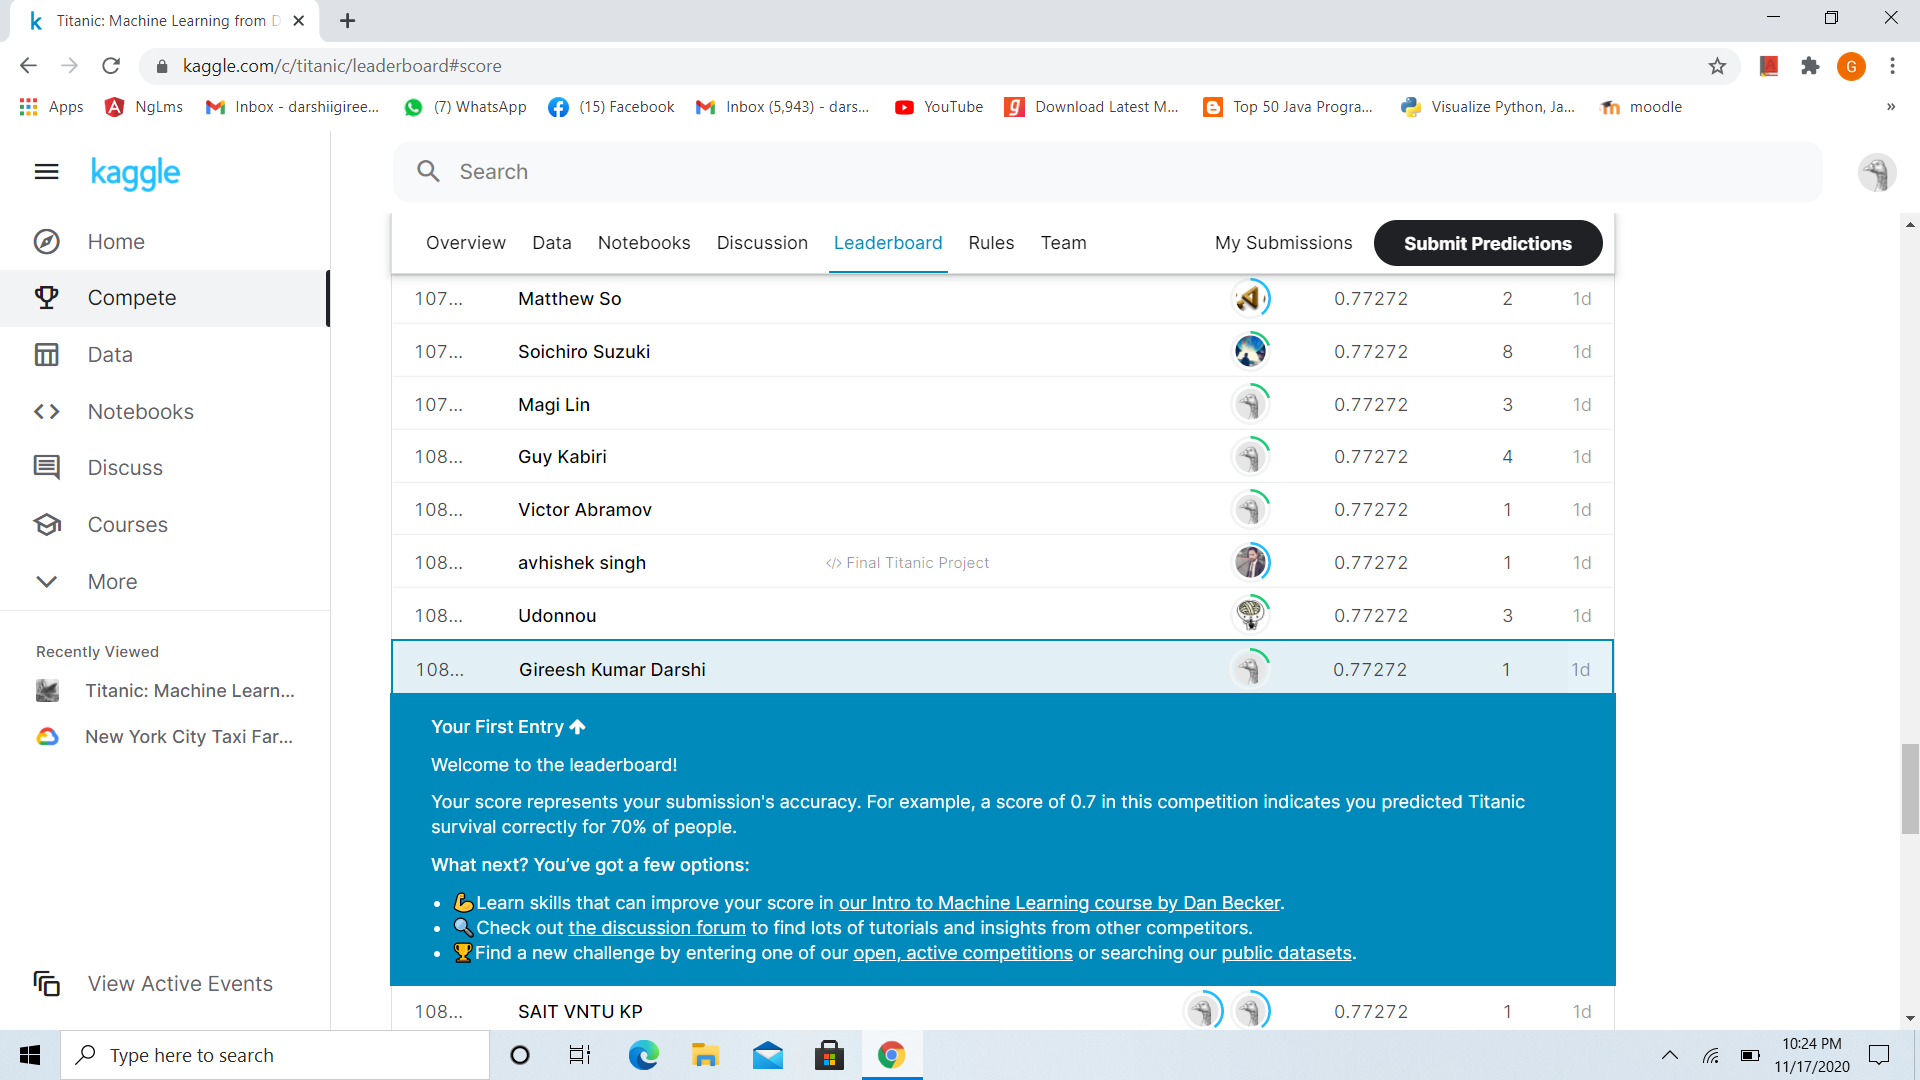 Titanic: Machine Learning from D
kaggle.com/c/titanic/leaderboard#score
G
Apps
NgLms
Inbox - darshiigiree...
(7) WhatsApp
(15) Facebook
Inbox (5,943) - dars...
YouTube
Download Latest M...
Top 50 Java Progra...
Visualize Python, Ja...
moodle
»
kaggle
Search
Home
Compete
Data
Notebooks
Discuss
Courses
More
Recently Viewed
Titanic: Machine Learn...
New York City Taxi Far...
View Active Events
Overview Data Notebooks Discussion Leaderboard Rules Team My Submissions Submit Predictions
107... Matthew So 0.77272 2 1d
107... Soichiro Suzuki 0.77272 8 1d
107... Magi Lin 0.77272 3 1d
108... Guy Kabiri 0.77272 4 1d
108... Victor Abramov 0.77272 1 1d
108... avhishek singh </> Final Titanic Project 0.77272 1 1d
108... Udonnou 0.77272 3 1d
108... Gireesh Kumar Darshi 0.77272 1 1d
Your First Entry ↑
Welcome to the leaderboard!
Your score represents your submission's accuracy. For example, a score of 0.7 in this competition indicates you predicted Titanic
survival correctly for 70% of people.
What next? You've got a few options:
• 💪Learn skills that can improve your score in our Intro to Machine Learning course by Dan Becker.
• 🔍Check out the discussion forum to find lots of tutorials and insights from other competitors.
• 🏆Find a new challenge by entering one of our open, active competitions or searching our public datasets.
108... SAIT VNTU KP 0.77272 1 1d
Type here to search
10:24 PM
11/17/2020